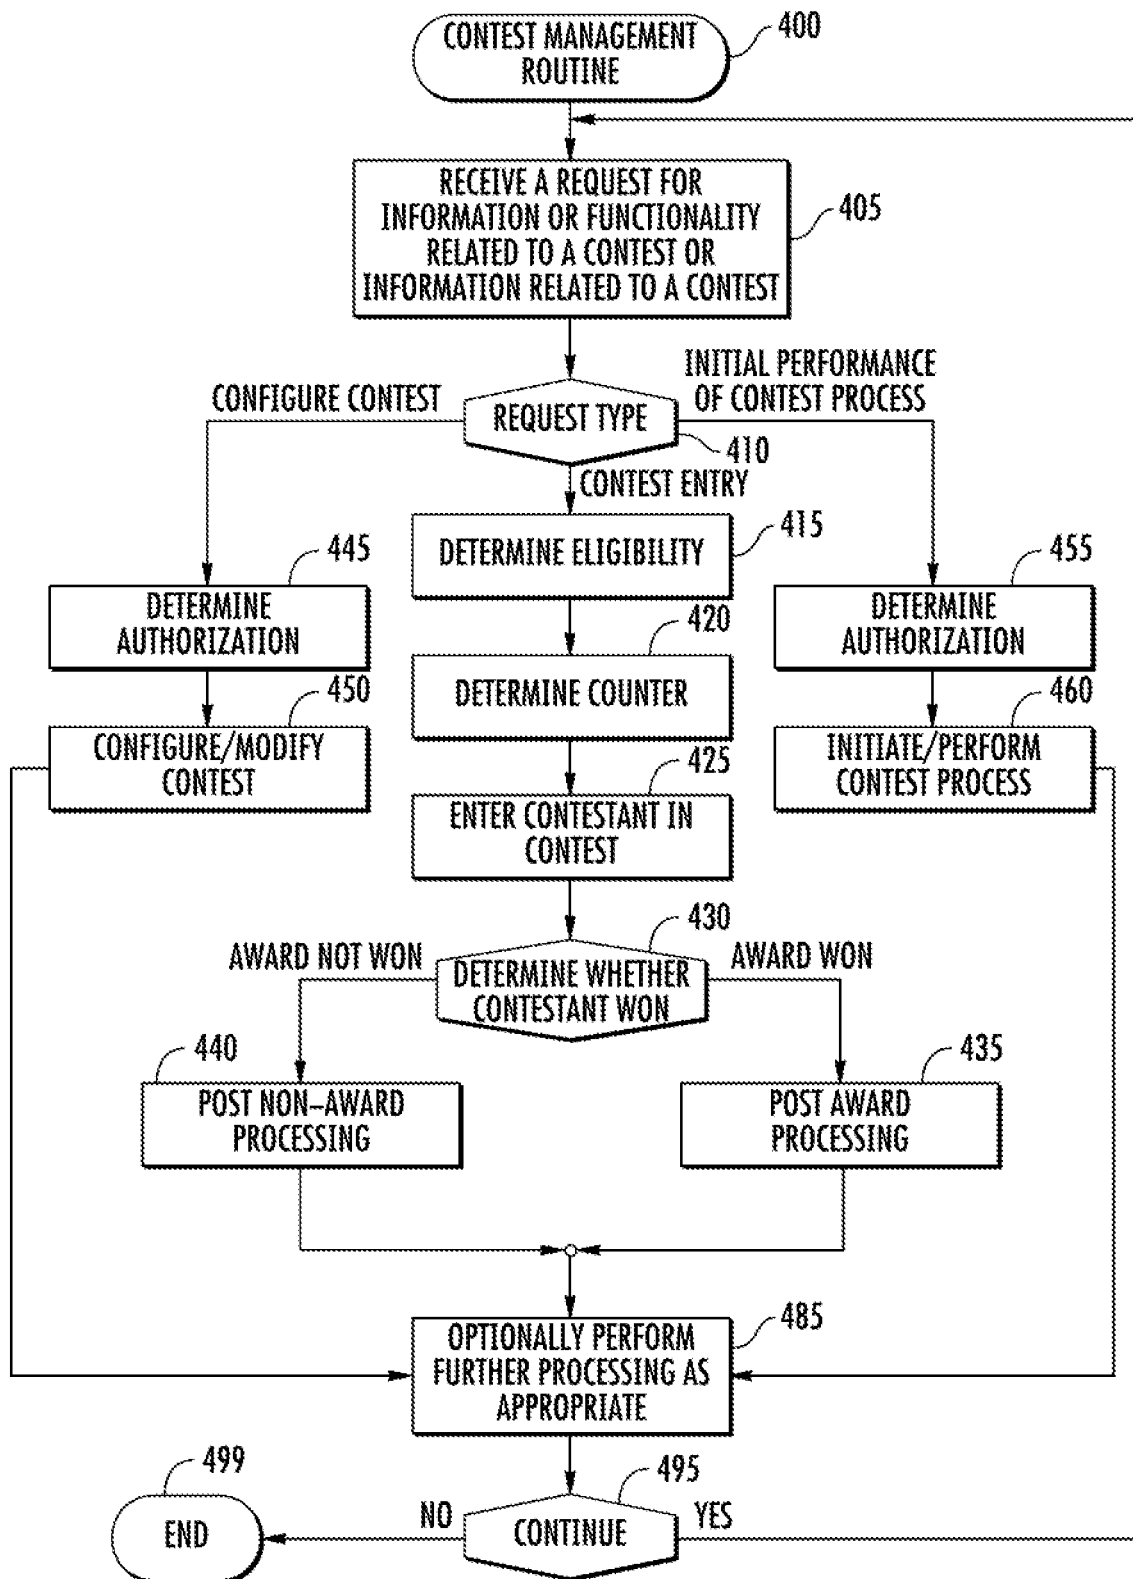 CONTEST MANAGEMENT
ROUTINE
400
RECEIVE A REQUEST FOR
INFORMATION OR FUNCTIONALITY
RELATED TO A CONTEST OR
INFORMATION RELATED TO A CONTEST
405
CONFIGURE CONTEST
INITIAL PERFORMANCE
OF CONTEST PROCESS
REQUEST TYPE
410
CONTEST ENTRY
DETERMINE ELIGIBILITY
415
445
DETERMINE
AUTHORIZATION
455
DETERMINE
AUTHORIZATION
420
DETERMINE COUNTER
450
CONFIGURE/MODIFY
CONTEST
460
INITIATE/PERFORM
CONTEST PROCESS
425
ENTER CONTESTANT IN
CONTEST
430
AWARD NOT WON
DETERMINE WHETHER
CONTESTANT WON
AWARD WON
440
POST NON–AWARD
PROCESSING
435
POST AWARD
PROCESSING
485
OPTIONALLY PERFORM
FURTHER PROCESSING AS
APPROPRIATE
499
END
NO
495
CONTINUE
YES